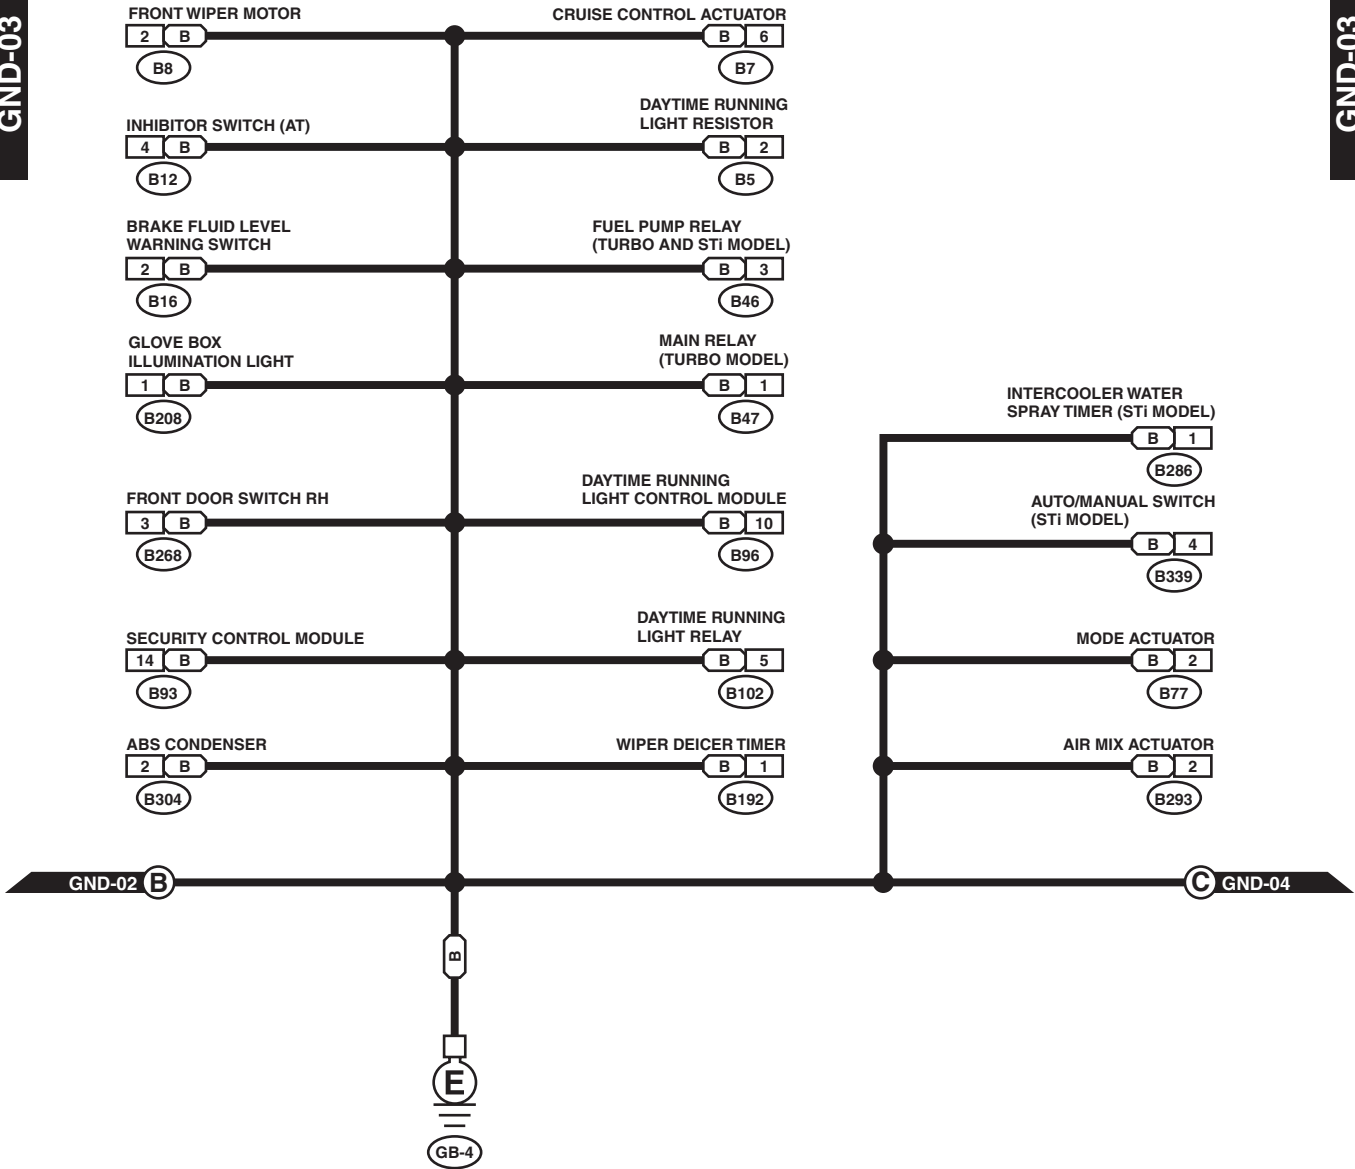 GND-03
GND-03
FRONT WIPER MOTOR
2 B
B8
CRUISE CONTROL ACTUATOR
B 6
B7
INHIBITOR SWITCH (AT)
4 B
B12
DAYTIME RUNNING
LIGHT RESISTOR
B 2
B5
BRAKE FLUID LEVEL
WARNING SWITCH
2 B
B16
FUEL PUMP RELAY
(TURBO AND STi MODEL)
B 3
B46
GLOVE BOX
ILLUMINATION LIGHT
1 B
B208
MAIN RELAY
(TURBO MODEL)
B 1
B47
INTERCOOLER WATER
SPRAY TIMER (STi MODEL)
B 1
B286
FRONT DOOR SWITCH RH
3 B
B268
DAYTIME RUNNING
LIGHT CONTROL MODULE
B 10
B96
AUTO/MANUAL SWITCH
(STi MODEL)
B 4
B339
SECURITY CONTROL MODULE
14 B
B93
DAYTIME RUNNING
LIGHT RELAY
B 5
B102
MODE ACTUATOR
B 2
B77
ABS CONDENSER
2 B
B304
WIPER DEICER TIMER
B 1
B192
AIR MIX ACTUATOR
B 2
B293
GND-02 B
C GND-04
B
E
GB-4